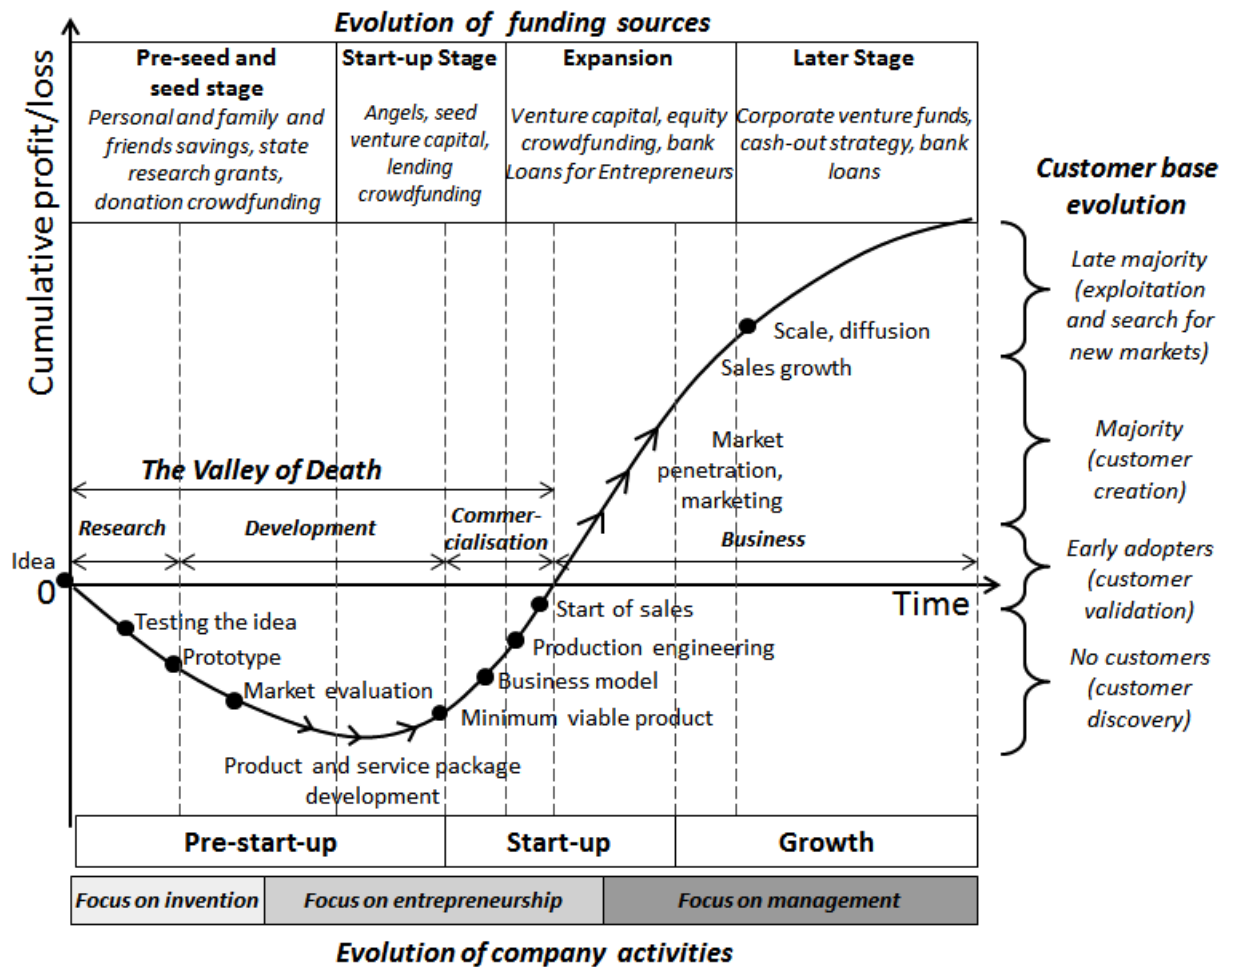 Evolution of funding sources
Cumulative profit/loss
Pre-seed and
seed stage
Personal and family and
friends savings, state
research grants,
donation crowdfunding
Start-up Stage
Angels, seed
venture capital,
lending
crowdfunding
Expansion
Venture capital, equity
crowdfunding, bank
Loans for Entrepreneurs
Later Stage
Corporate venture funds,
cash-out strategy, bank
loans
Customer base
evolution
Late majority
(exploitation
and search for
new markets)
Majority
(customer
creation)
Early adopters
(customer
validation)
No customers
(customer
discovery)
Scale, diffusion
Sales growth
Market
penetration,
marketing
The Valley of Death
Research
Development
Commer-
cialisation
Business
Idea
0
Time
Testing the idea
Prototype
Market evaluation
Product and service package
development
Start of sales
Production engineering
Business model
Minimum viable product
Pre-start-up
Start-up
Growth
Focus on invention
Focus on entrepreneurship
Focus on management
Evolution of company activities